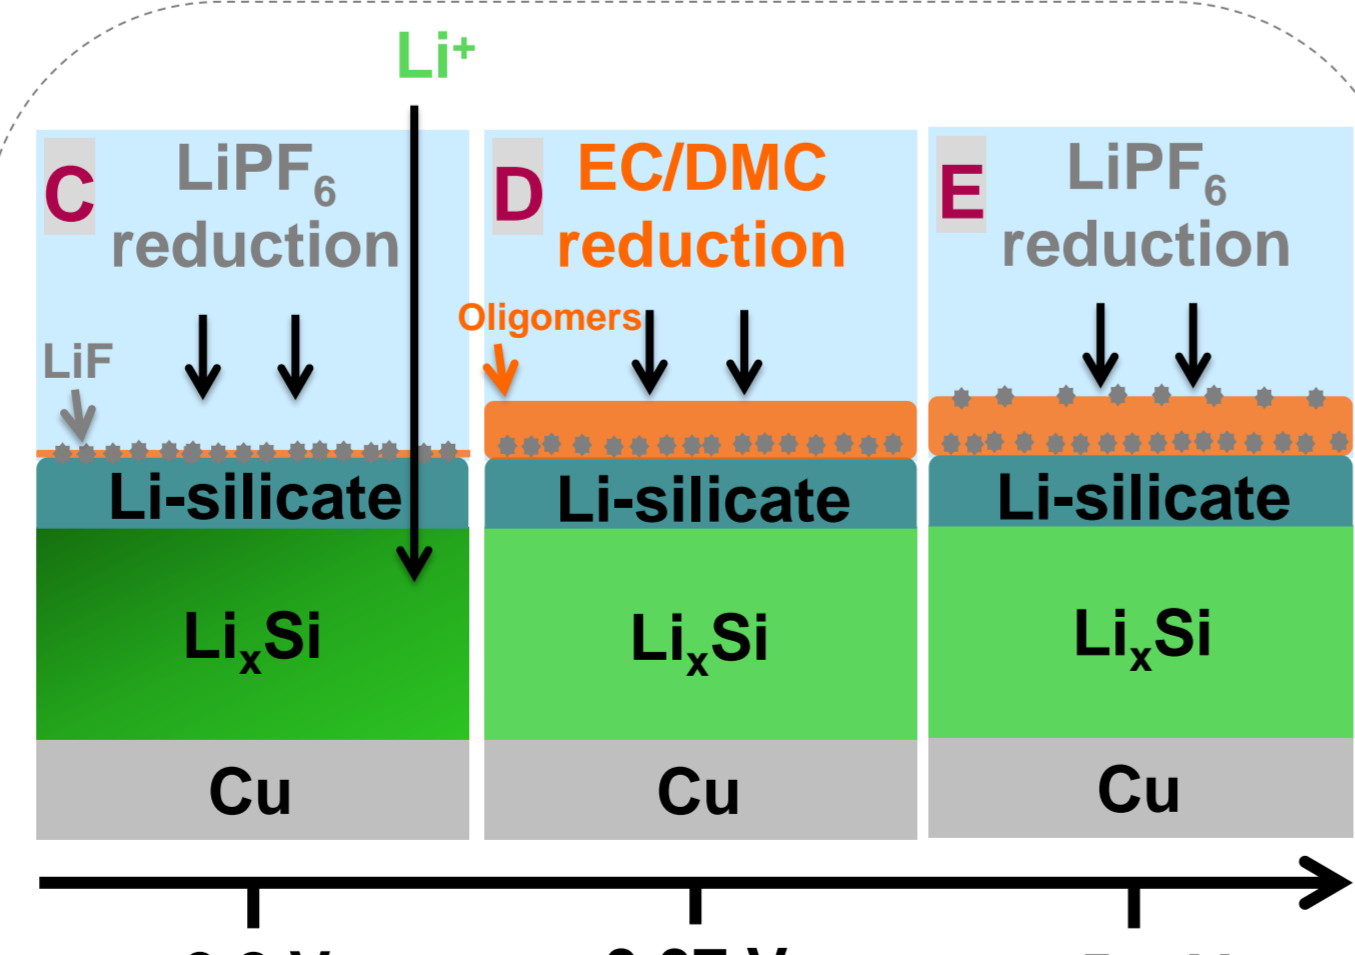 Li⁺
C
LiPF₆
reduction
LiF
Li-silicate
LiₓSi
Cu
D
EC/DMC
reduction
Oligomers
Li-silicate
LiₓSi
Cu
E
LiPF₆
reduction
Li-silicate
LiₓSi
Cu